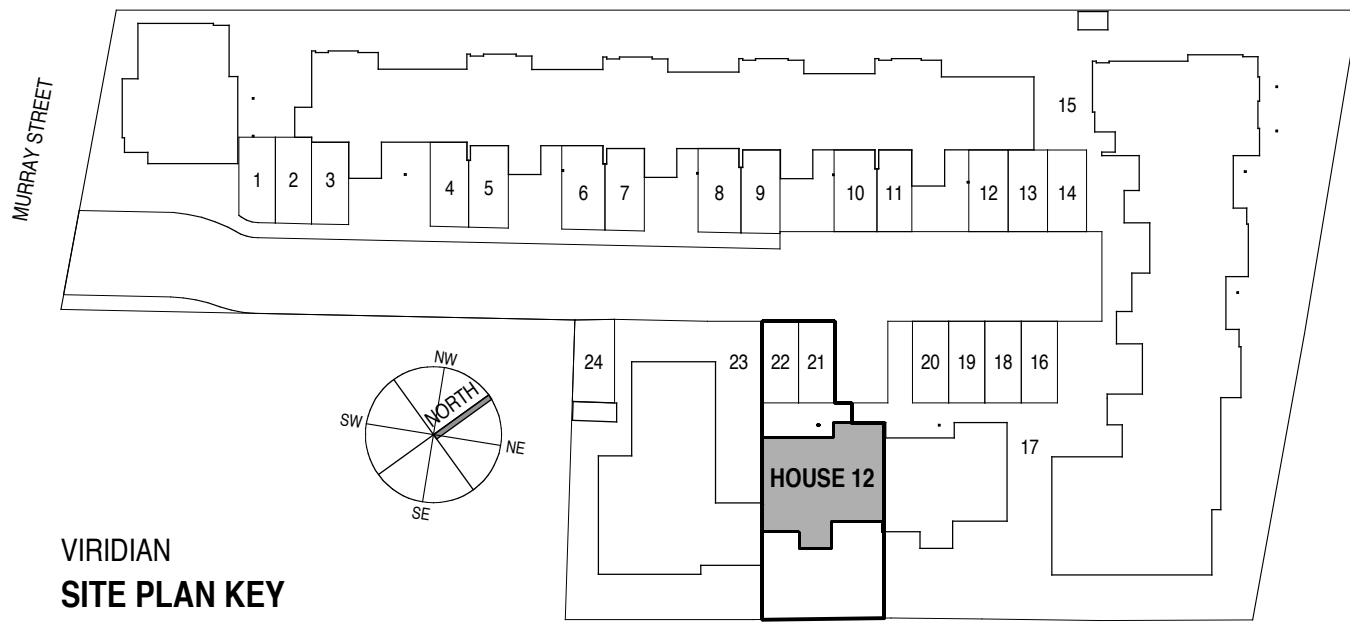 MURRAY STREET
15
1 2 3 4 5 6 7 8 9 10 11 12 13 14
24 23 22 21 20 19 18 16
17
HOUSE 12
NW
NORTH
SW
NE
SE
VIRIDIAN
SITE PLAN KEY